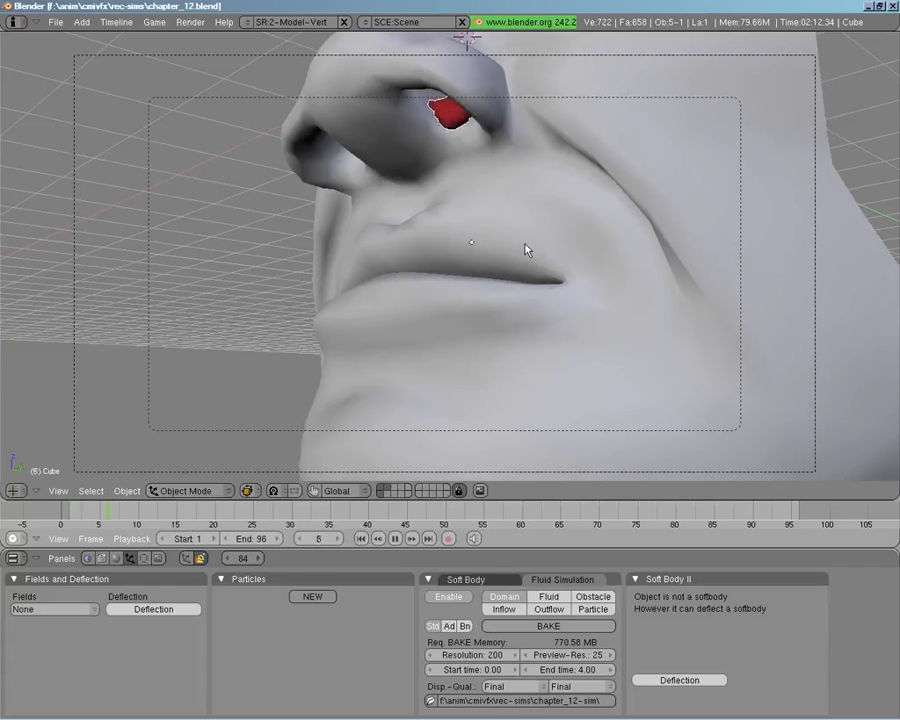 Blender [f:\anim\cmivfx\rec-sims\chapter_12.blend]
File Add Timeline Game Render Help SR:2-Model-Vert SCE:Scene www.blender.org 242.2 Ve:722 | Fa:658 | Ob:5-1 | La:1 | Mem:79.66M | Time:02:12.34 | Cube
(5) Cube
View Select Object Object Mode Global
-5 0 5 10 15 20 25 30 35 40 45 50 55 60 65 70 75 80 85 90 95 100 105
View Frame Playback Start: 1 End: 96
Panels 84
Fields and Deflection
Fields Deflection
None Deflection
Particles
NEW
Soft Body Fluid Simulation
Enable Domain Fluid Obstacle
Inflow Outflow Particle
Std Ad Bn BAKE
Req. BAKE Memory: 770.58 MB
Resolution: 200 Preview-Res.: 25
Start time: 0.00 End time: 4.00
Disp.-Qual.: Final Final
f:\anim\cmivfx\rec-sims\chapter_12-sim\
Soft Body II
Object is not a softbody
However it can deflect a softbody
Deflection